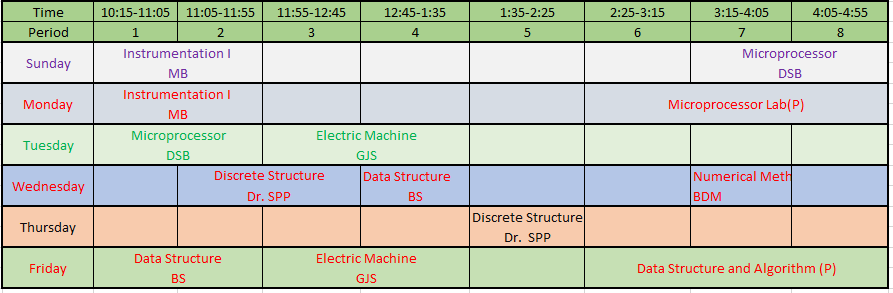 Time 10:15-11:05 11:05-11:55 11:55-12:45 12:45-1:35 1:35-2:25 2:25-3:15 3:15-4:05 4:05-4:55
Period 1 2 3 4 5 6 7 8
Sunday Instrumentation I Microprocessor
MB DSB
Monday Instrumentation I Microprocessor Lab(P)
MB
Tuesday Microprocessor Electric Machine
DSB GJS
Wednesday Discrete Structure Data Structure Numerical Meth
Dr. SPP BS BDM
Thursday Discrete Structure
Dr. SPP
Friday Data Structure Electric Machine Data Structure and Algorithm (P)
BS GJS